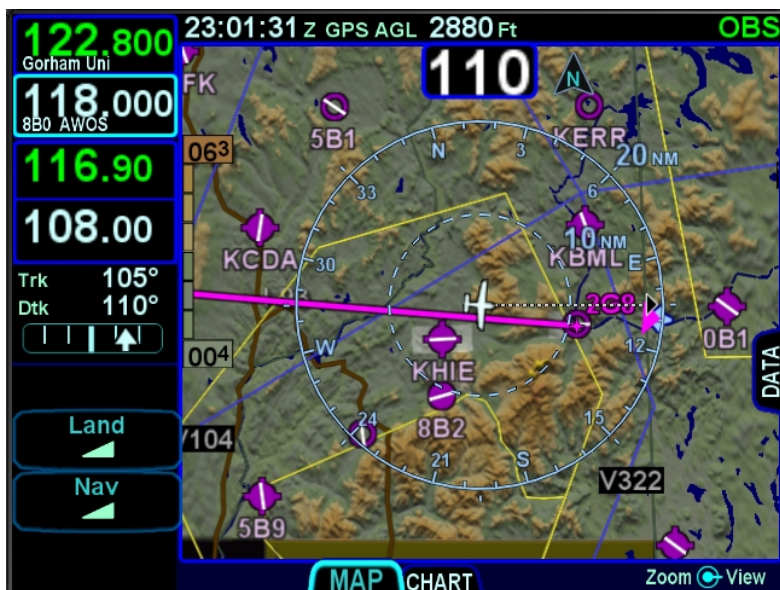 122.800
Gorham Uni
118.000
8B0 AWOS
116.90
108.00
Trk 105°
Dtk 110°
Land
Nav
23:01:31 Z GPS AGL 2880 Ft
OBS
110
N
FK
5B1
KERR
063
20 NM
N
3
33
6
KCDA
10 NM
KBML
30
E
2G8
0B1
004
W
12
KHIE
DATA
8B2
24
15
V104
21
S
V322
5B9
MAP
CHART
Zoom View